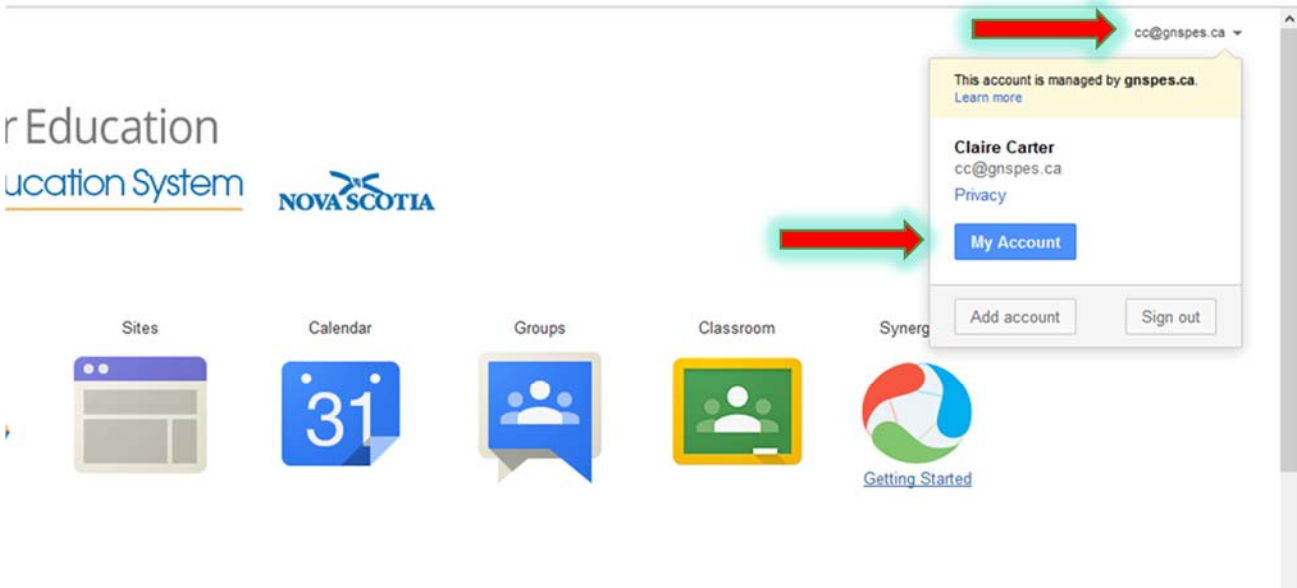 cc@gnspes.ca
This account is managed by gnspes.ca.
Learn more
Claire Carter
cc@gnspes.ca
Privacy
My Account
Add account
Sign out
r Education
ucation System
NOVA SCOTIA
Sites
Calendar
Groups
Classroom
Synerg
31
Getting Started